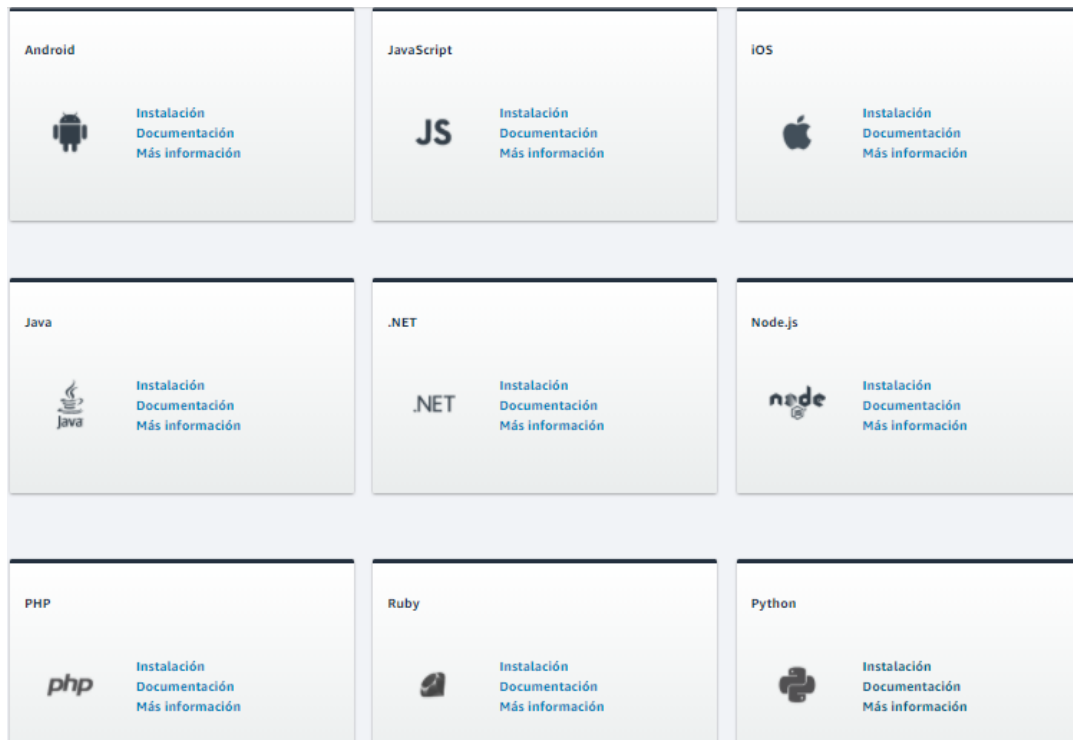 Android
Instalación
Documentación
Más información
JavaScript
JS
Instalación
Documentación
Más información
iOS
Instalación
Documentación
Más información
Java
Java
Instalación
Documentación
Más información
.NET
.NET
Instalación
Documentación
Más información
Node.js
node
JS
Instalación
Documentación
Más información
PHP
php
Instalación
Documentación
Más información
Ruby
Instalación
Documentación
Más información
Python
Instalación
Documentación
Más información